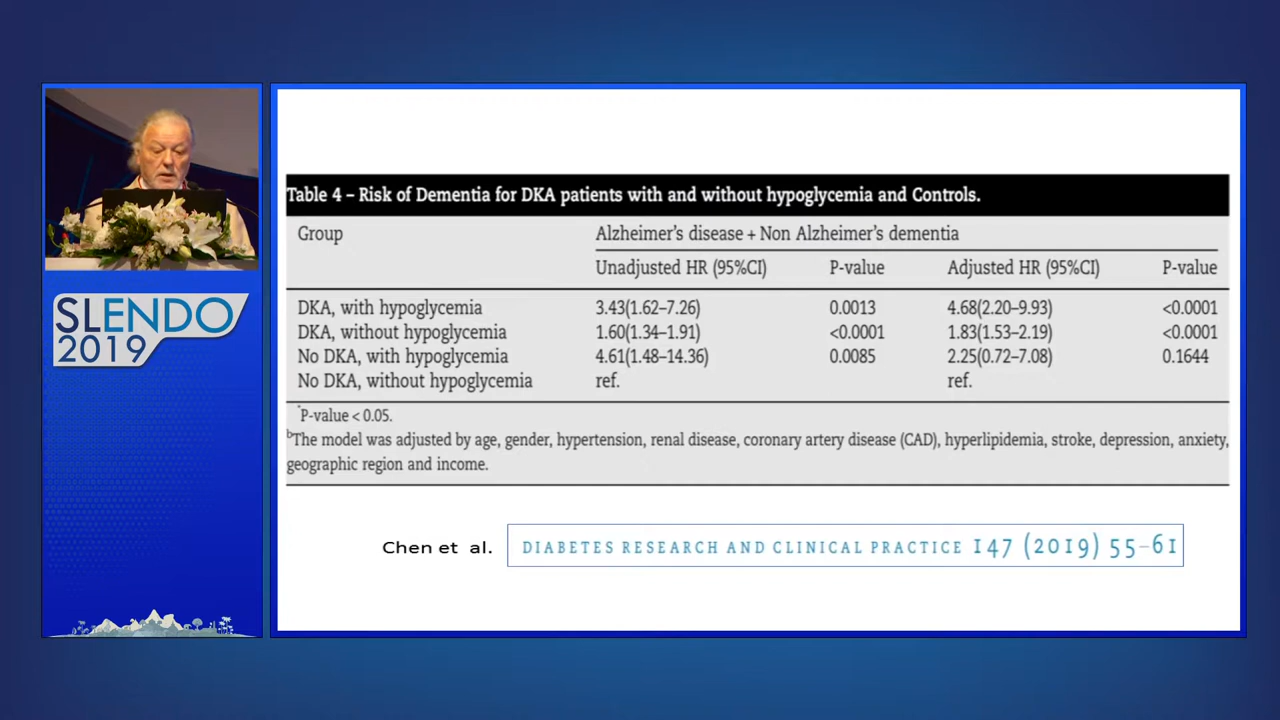 SLENDO
2019
Table 4 – Risk of Dementia for DKA patients with and without hypoglycemia and Controls.
Group Alzheimer's disease + Non Alzheimer's dementia
Unadjusted HR (95%CI) P-value Adjusted HR (95%CI) P-value
DKA, with hypoglycemia 3.43(1.62–7.26) 0.0013 4.68(2.20–9.93) <0.0001
DKA, without hypoglycemia 1.60(1.34–1.91) <0.0001 1.83(1.53–2.19) <0.0001
No DKA, with hypoglycemia 4.61(1.48–14.36) 0.0085 2.25(0.72–7.08) 0.1644
No DKA, without hypoglycemia ref. ref.
*P-value < 0.05.
bThe model was adjusted by age, gender, hypertension, renal disease, coronary artery disease (CAD), hyperlipidemia, stroke, depression, anxiety,
geographic region and income.
Chen et al. DIABETES RESEARCH AND CLINICAL PRACTICE 147 (2019) 55–61